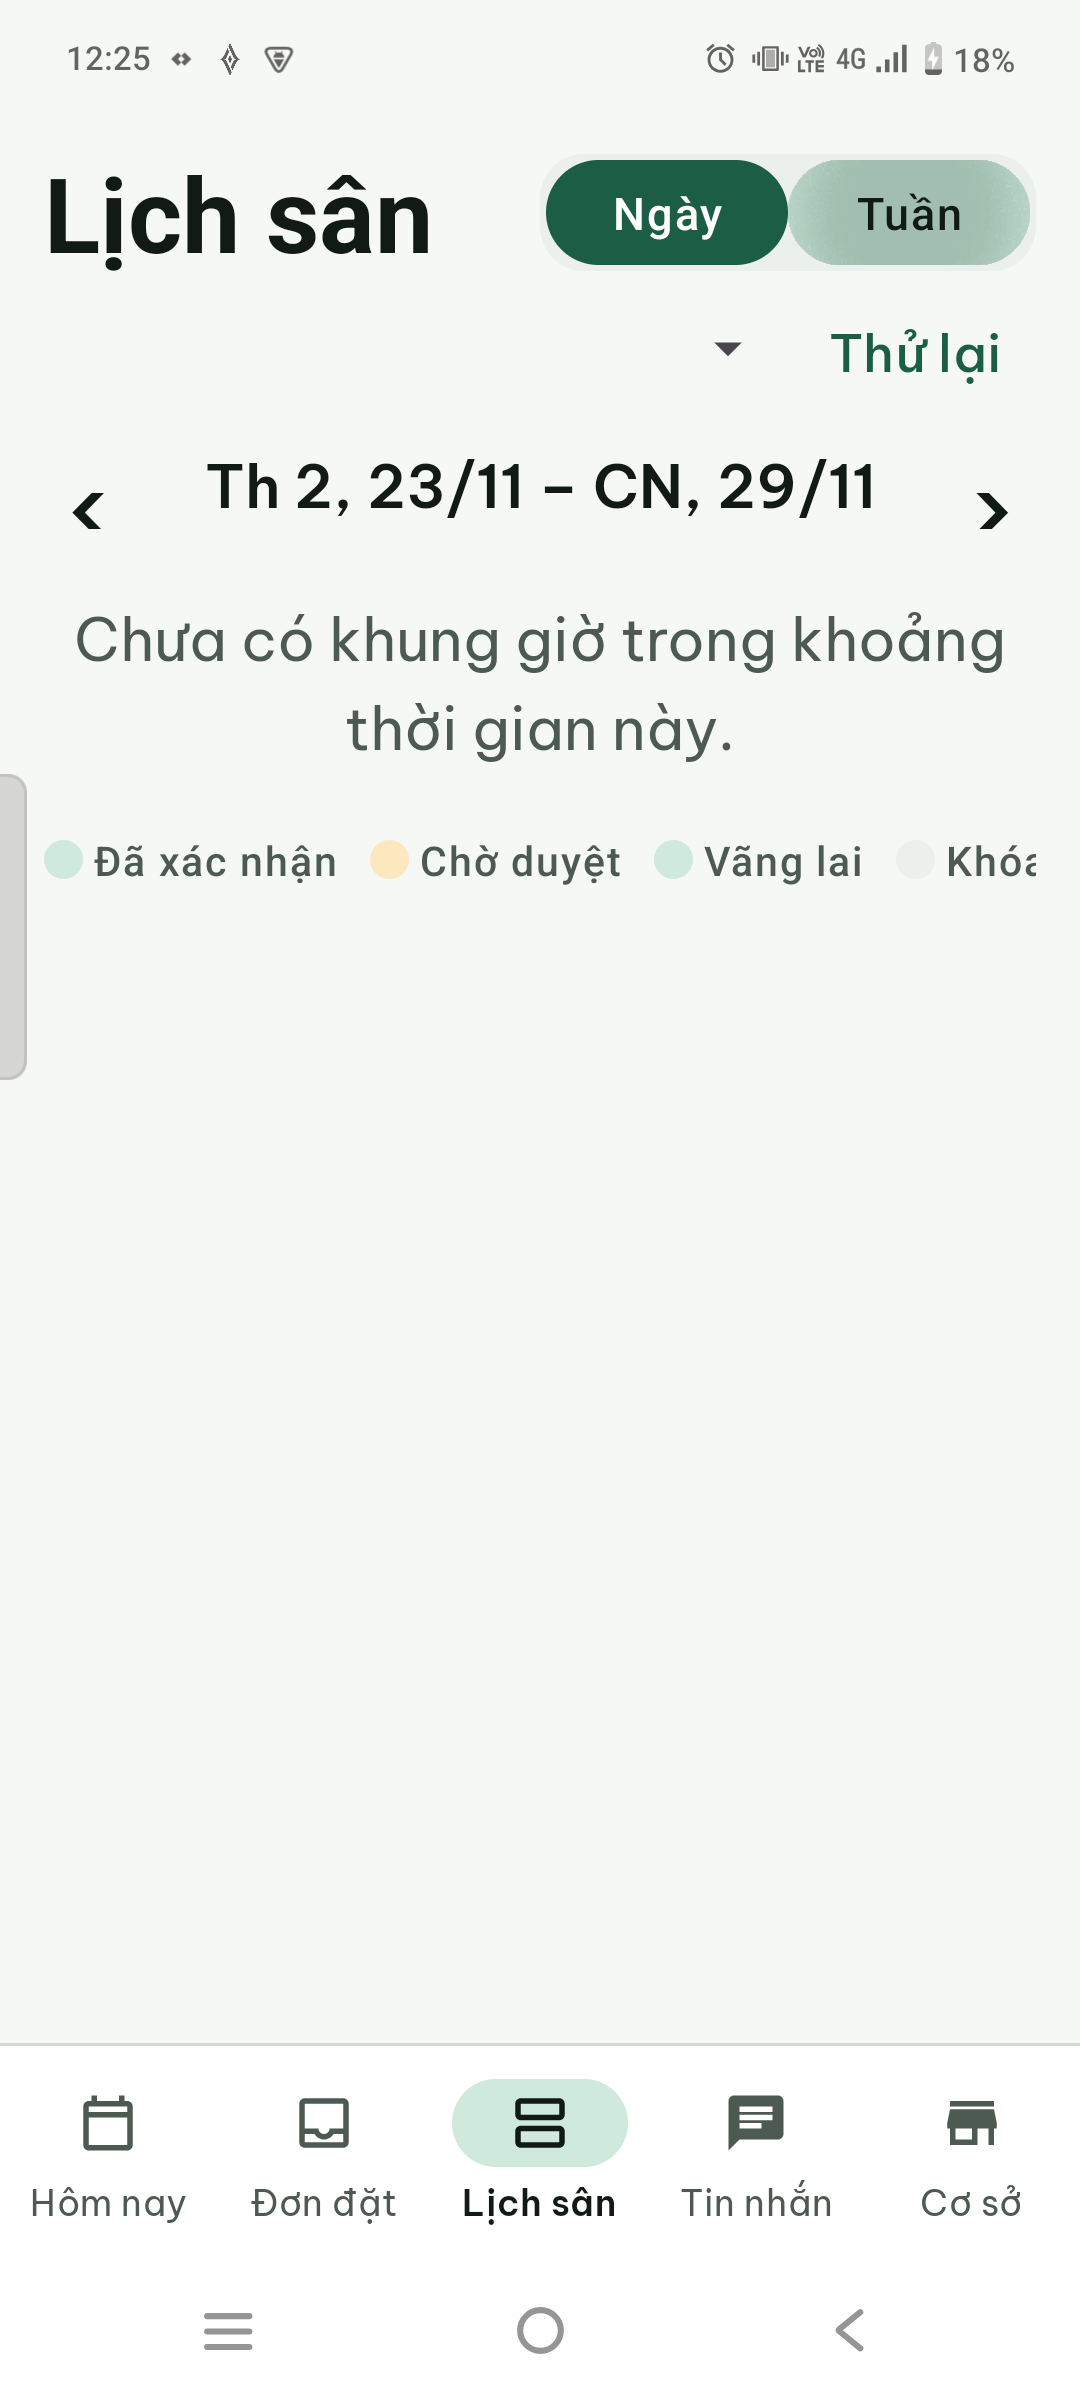 12:25
VoLTE 4G 18%
Lịch sân
Ngày Tuần
Thử lại
Th 2, 23/11 – CN, 29/11
Chưa có khung giờ trong khoảng
thời gian này.
Đã xác nhận Chờ duyệt Vãng lai Khóa
Hôm nay Đơn đặt Lịch sân Tin nhắn Cơ sở